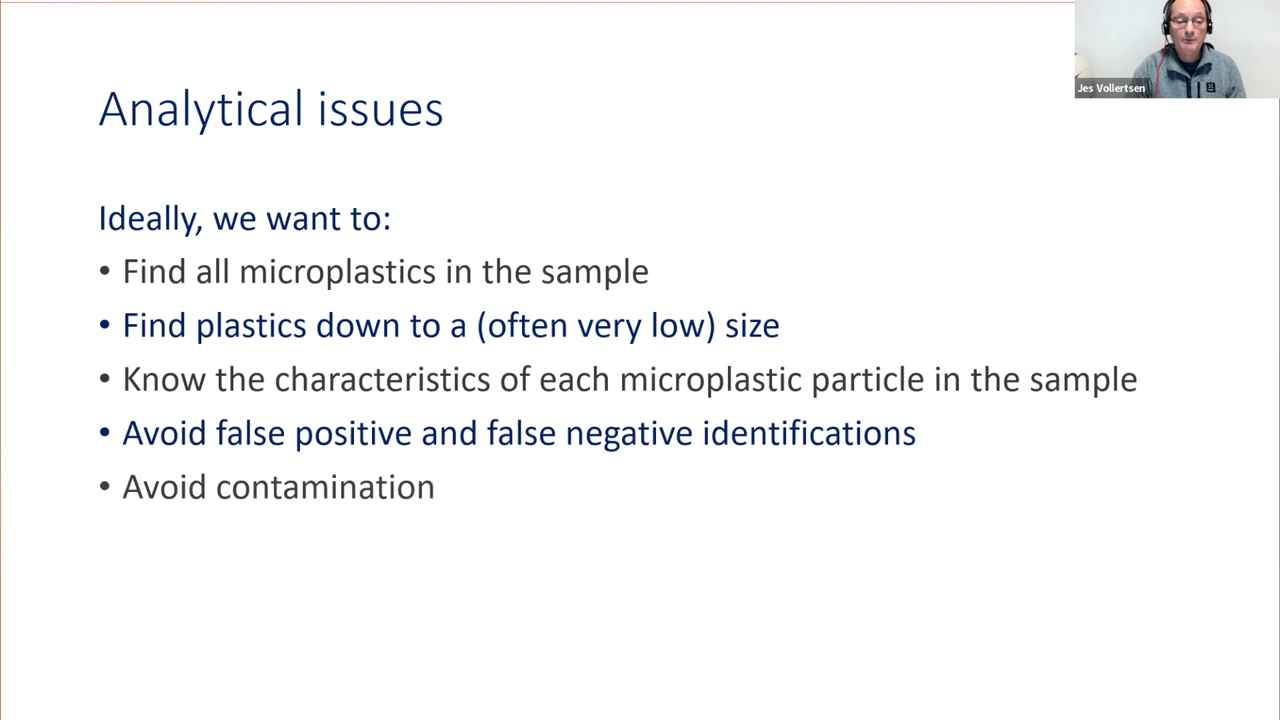 Jes Vollertsen
Analytical issues
Ideally, we want to:
• Find all microplastics in the sample
• Find plastics down to a (often very low) size
• Know the characteristics of each microplastic particle in the sample
• Avoid false positive and false negative identifications
• Avoid contamination